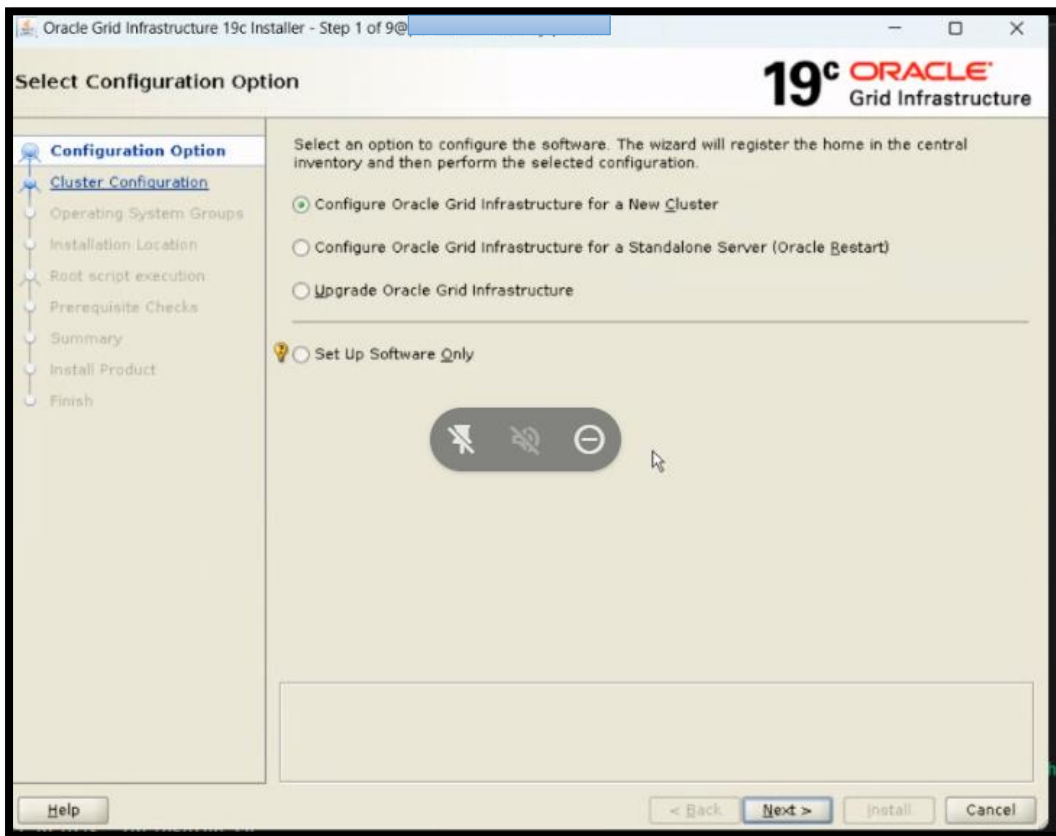 Oracle Grid Infrastructure 19c Installer - Step 1 of 9@
Select Configuration Option
19c ORACLE
Grid Infrastructure
Configuration Option
Cluster Configuration
Operating System Groups
Installation Location
Root script execution
Prerequisite Checks
Summary
Install Product
Finish
Select an option to configure the software. The wizard will register the home in the central
inventory and then perform the selected configuration.
Configure Oracle Grid Infrastructure for a New Cluster
Configure Oracle Grid Infrastructure for a Standalone Server (Oracle Restart)
Upgrade Oracle Grid Infrastructure
Set Up Software Only
Help
< Back
Next >
Install
Cancel